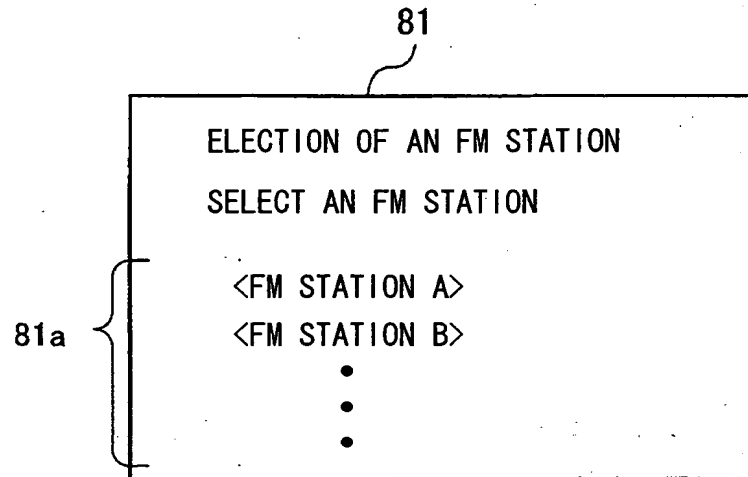 81
ELECTION OF AN FM STATION
SELECT AN FM STATION
<FM STATION A>
81a
<FM STATION B>